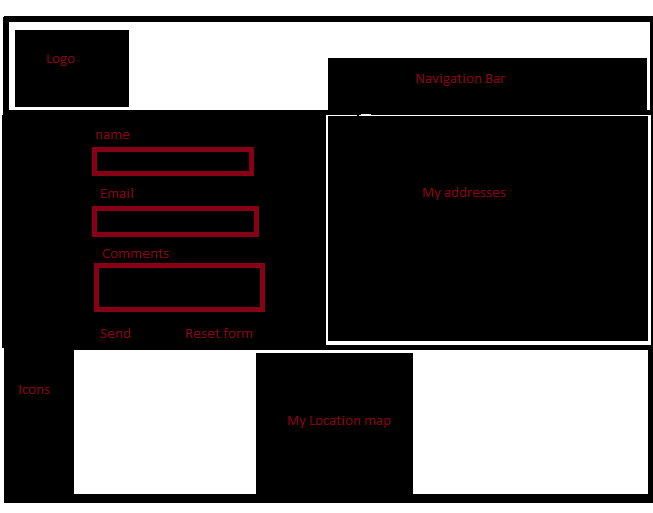 Logo
Navigation Bar
name
Email
My addresses
Comments
Send
Reset form
Icons
My Location map